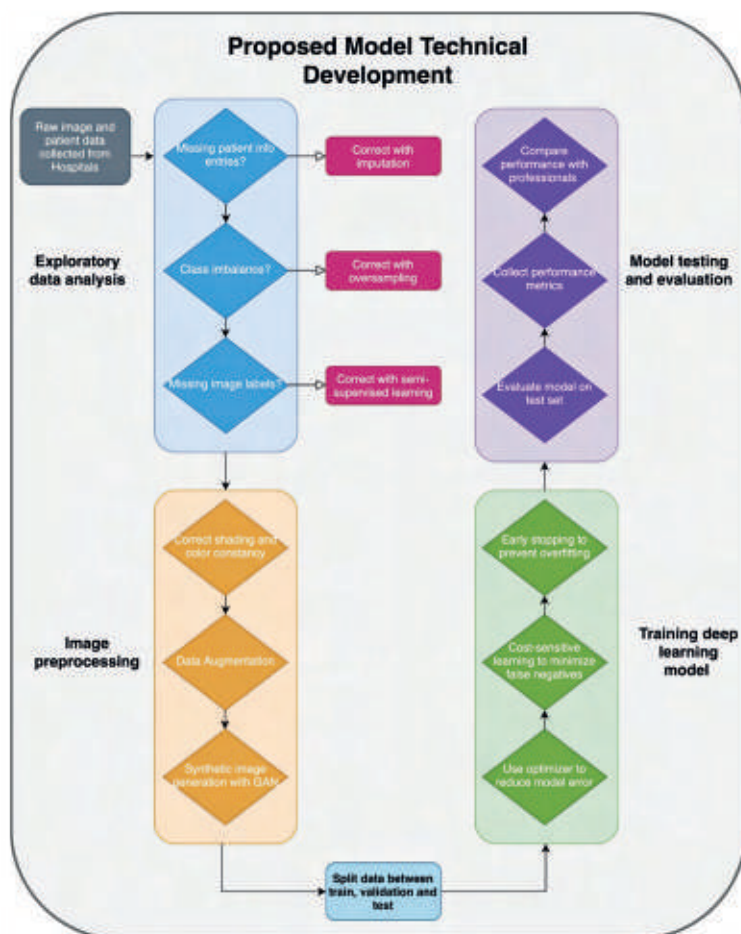 Proposed Model Technical
Development
Raw image and
patient data
collected from
Hospitals
Missing patient info
entries?
Correct with
imputation
Exploratory
data analysis
Class imbalance?
Correct with
oversampling
Missing image labels?
Correct with semi-
supervised learning
Correct shading and
color constancy
Image
preprocessing
Data Augmentation
Synthetic image
generation with GAN
Split data between
train, validation and
test
Use optimizer to
reduce model error
Cost-sensitive
learning to minimize
false negatives
Training deep
learning
model
Early stopping to
prevent overfitting
Evaluate model on
test set
Collect performance
metrics
Model testing
and evaluation
Compare
performance with
professionals